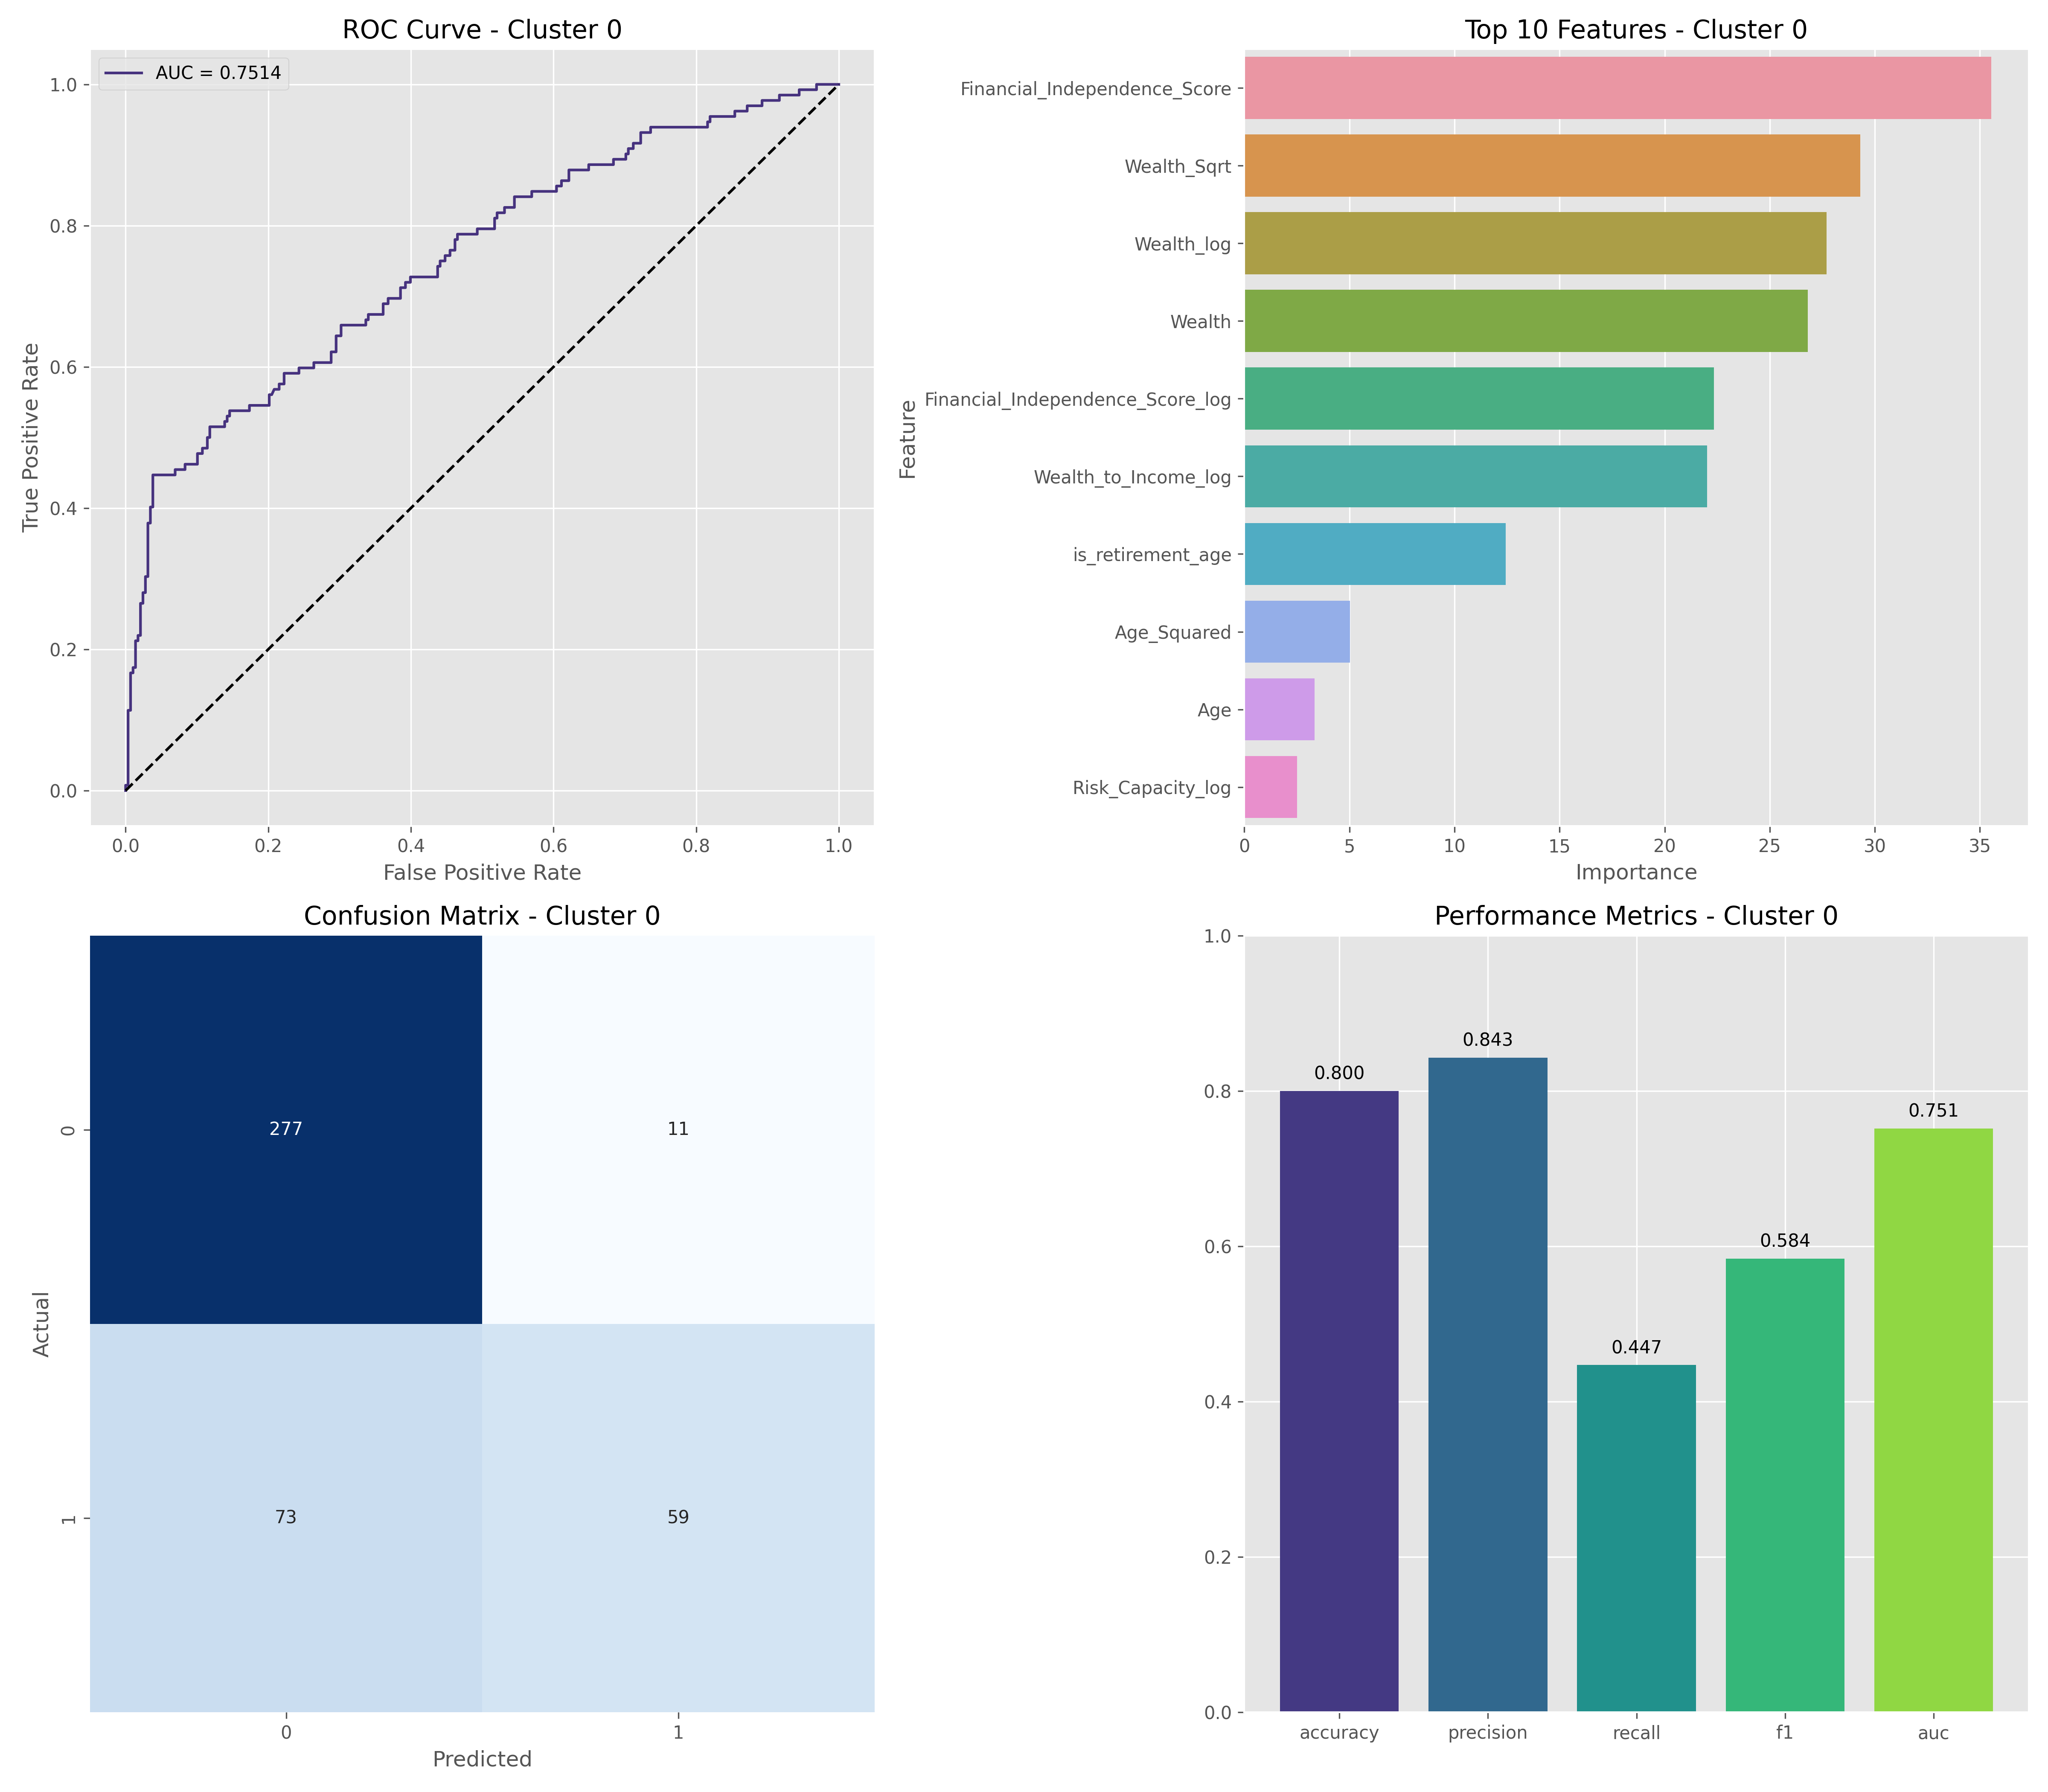 ROC Curve - Cluster 0
AUC = 0.7514
1.0
0.8
0.6
0.4
0.2
0.0
True Positive Rate
0.0 0.2 0.4 0.6 0.8 1.0
False Positive Rate
Top 10 Features - Cluster 0
Feature
Financial_Independence_Score
Wealth_Sqrt
Wealth_log
Wealth
Financial_Independence_Score_log
Wealth_to_Income_log
is_retirement_age
Age_Squared
Age
Risk_Capacity_log
0 5 10 15 20 25 30 35
Importance
Confusion Matrix - Cluster 0
Actual
0
277 11
1
73 59
0 1
Predicted
Performance Metrics - Cluster 0
1.0
0.8
0.6
0.4
0.2
0.0
0.800
0.843
0.447
0.584
0.751
accuracy precision recall f1 auc